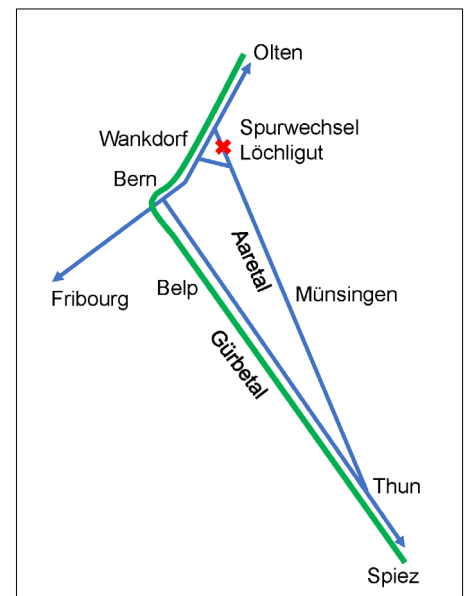 Olten
Spurwechsel
Löchligut
Wankdorf
Bern
Aaretal
Fribourg
Belp
Münsingen
Gürbetal
Thun
Spiez